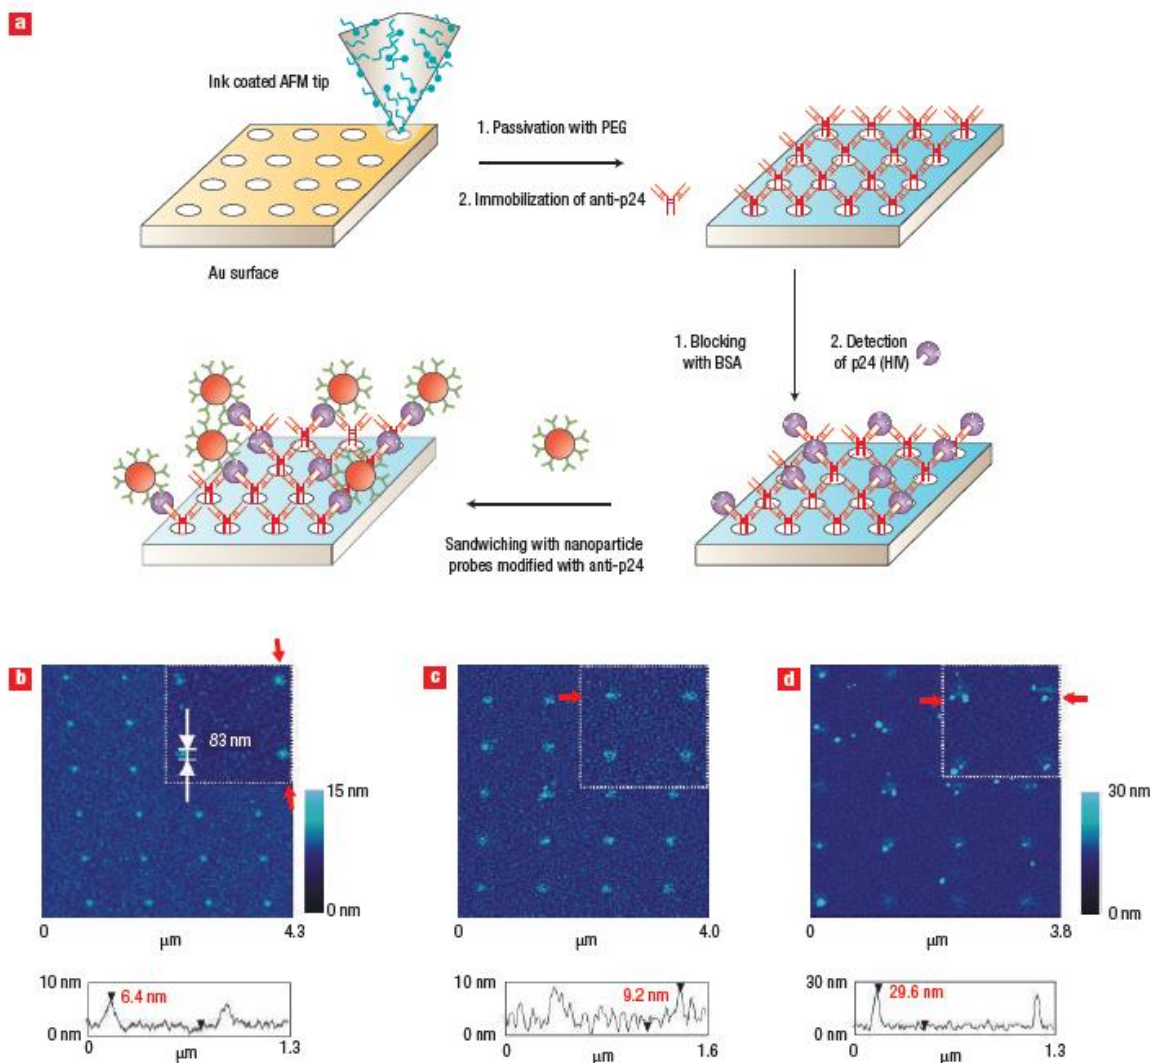 a
Ink coated AFM tip
1. Passivation with PEG
2. Immobilization of anti-p24
Au surface
1. Blocking
with BSA
2. Detection
of p24 (HIV)
Sandwiching with nanoparticle
probes modified with anti-p24
b
83 nm
15 nm
0 nm
0
4.3
µm
10 nm
6.4 nm
0 nm
0
1.3
µm
c
0
4.0
µm
10 nm
9.2 nm
0 nm
0
1.6
µm
d
30 nm
0 nm
0
3.8
µm
30 nm
29.6 nm
0 nm
0
1.3
µm